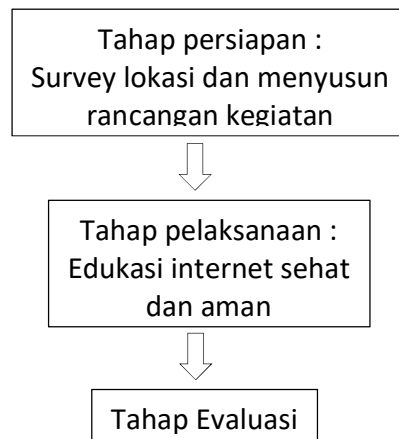 Tahap persiapan :
Survey lokasi dan menyusun
rancangan kegiatan
Tahap pelaksanaan :
Edukasi internet sehat
dan aman
Tahap Evaluasi